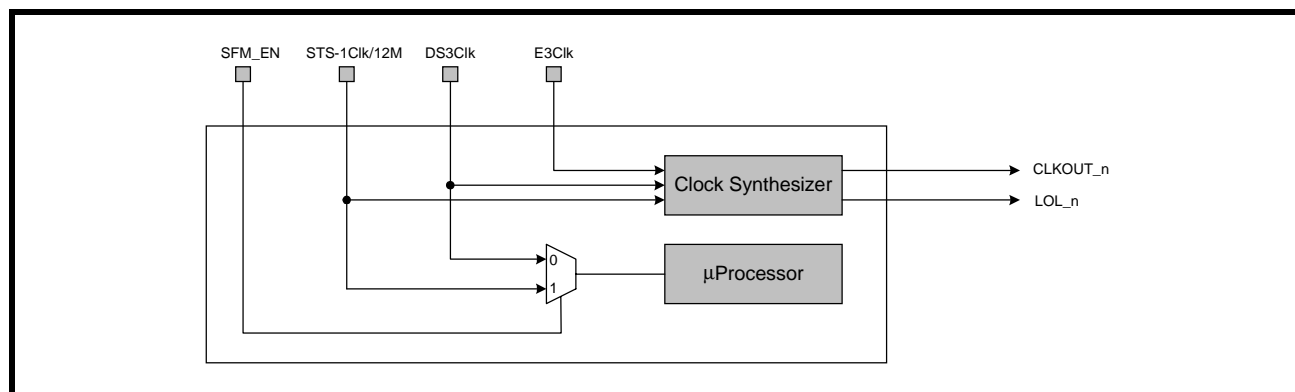 SFM_EN STS-1Clk/12M DS3Clk E3Clk
Clock Synthesizer
CLKOUT_n
LOL_n
0
1
μProcessor